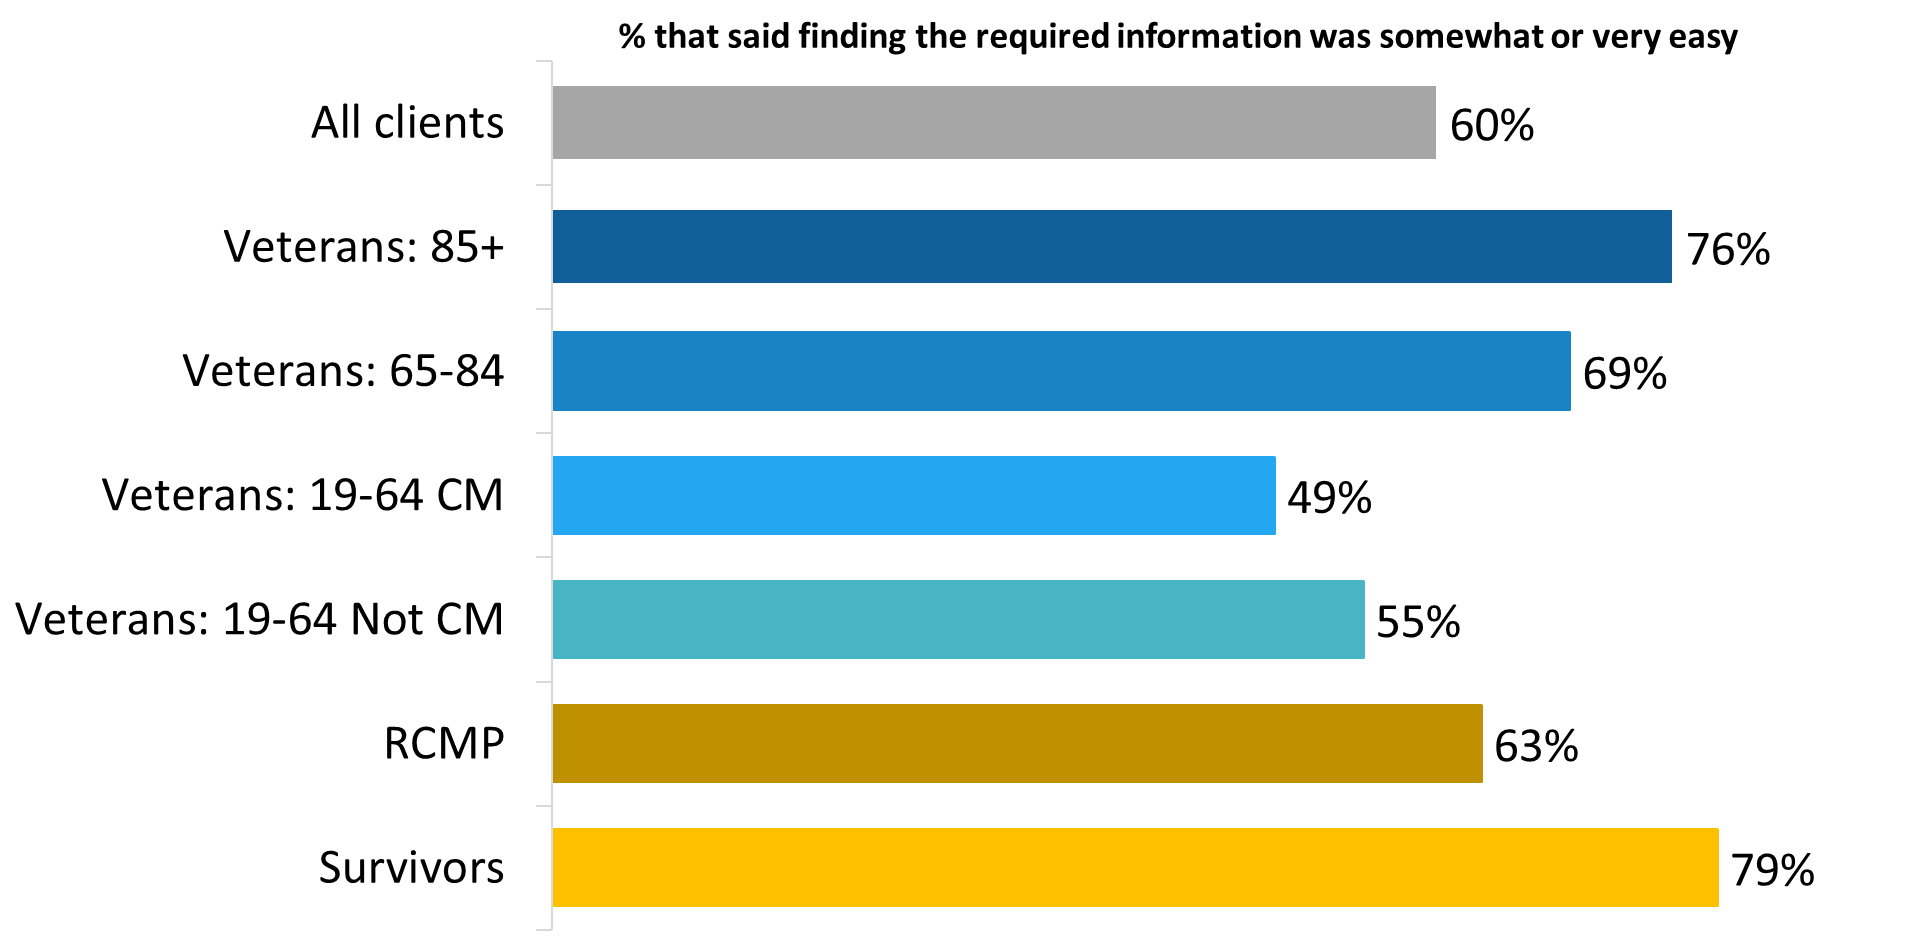 % that said finding the required information was somewhat or very easy
All clients 60%
Veterans: 85+ 76%
Veterans: 65-84 69%
Veterans: 19-64 CM 49%
Veterans: 19-64 Not CM 55%
RCMP 63%
Survivors 79%